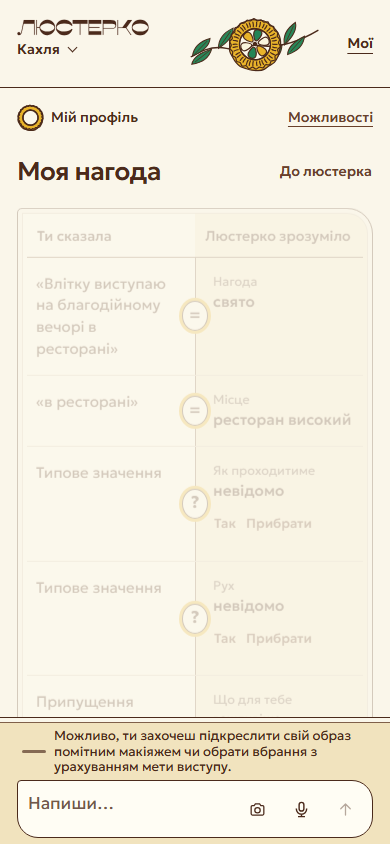 ЛЮСТЕРКО
Кахля
Мої
Мій профіль
Можливості
Моя нагода
До люстерка
Ти сказала
Люстерко зрозуміло
«Влітку виступаю
на благодійному
вечорі в
ресторані»
=
Нагода
свято
«в ресторані»
=
Місце
ресторан високий
Типове значення
?
Як проходитиме
невідомо
Так Прибрати
Типове значення
?
Рух
невідомо
Так Прибрати
Припущення
Що для тебе
Можливо, ти захочеш підкреслити свій образ
помітним макіяжем чи обрати вбрання з
урахуванням мети виступу.
Напиши...